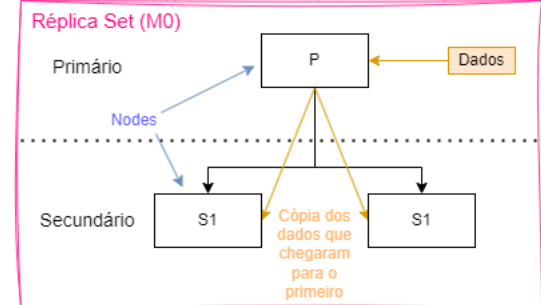 Réplica Set (M0)
Primário
P
Dados
Nodes
Secundário
S1
Cópia dos
dados que
chegaram
para o
primeiro
S1